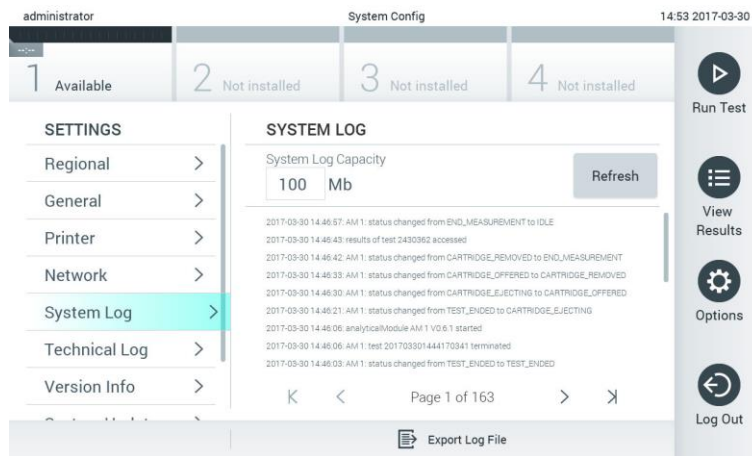 administrator System Config 14:53 2017-03-30
--:--
1 Available 2 Not installed 3 Not installed 4 Not installed
Run Test
SETTINGS
Regional
General
Printer
Network
System Log
Technical Log
Version Info
SYSTEM LOG
System Log Capacity
100 Mb
Refresh
2017-03-30 14:46:57: AM 1: status changed from END_MEASUREMENT to IDLE
2017-03-30 14:46:43: results of test 2430362 accessed
2017-03-30 14:46:42: AM 1: status changed from CARTRIDGE_REMOVED to END_MEASUREMENT
2017-03-30 14:46:33: AM 1: status changed from CARTRIDGE_OFFERED to CARTRIDGE_REMOVED
2017-03-30 14:46:30: AM 1: status changed from CARTRIDGE_EJECTING to CARTRIDGE_OFFERED
2017-03-30 14:46:21: AM 1: status changed from TEST_ENDED to CARTRIDGE_EJECTING
2017-03-30 14:46:06: analyticalModule AM 1 V0.6.1 started
2017-03-30 14:46:06: AM 1: test 201703301444170341 terminated
2017-03-30 14:46:03: AM 1: status changed from TEST_ENDED to TEST_ENDED
Page 1 of 163
Export Log File
View
Results
Options
Log Out